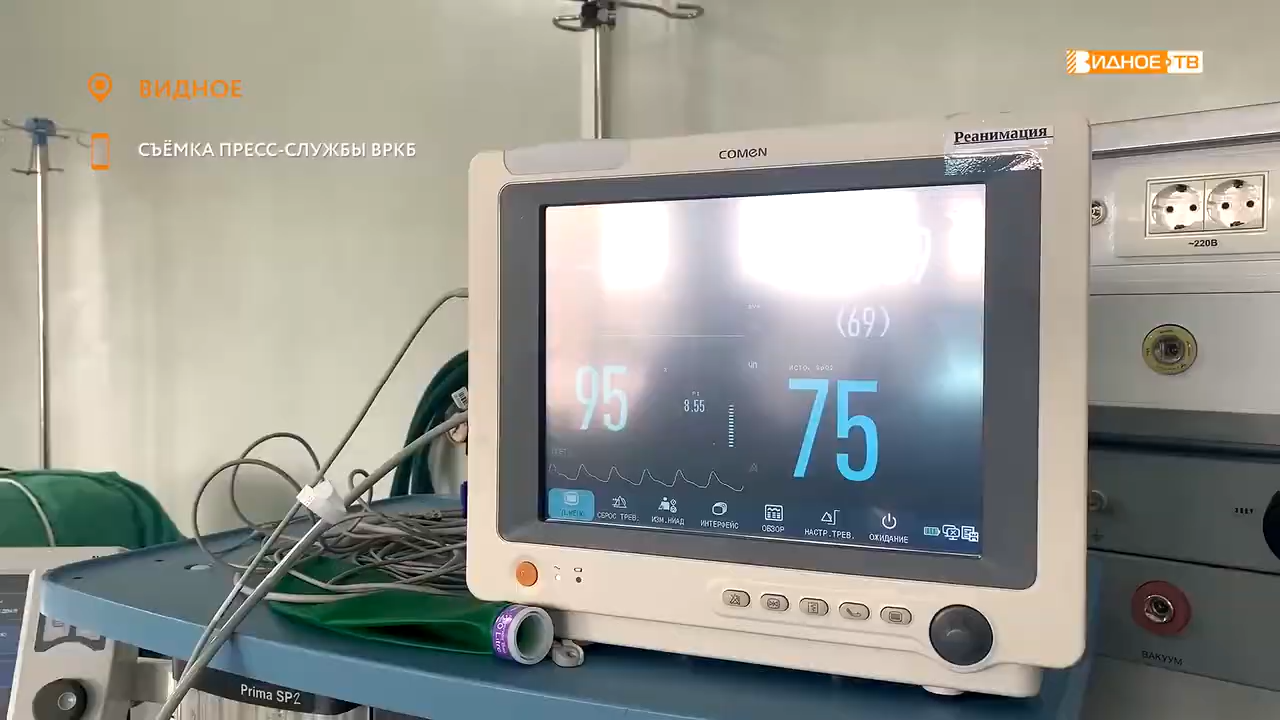 ВИДНОЕ
СЪЁМКА ПРЕСС-СЛУЖБЫ ВРКБ
ВИДНОЕ ТВ
Реанимация
COMEN
~220В
(69)
95
8.55
75
СБРОС ТРЕВ.
ИЗМ.НИАД
ИНТЕРФЕЙС
ОБЗОР
НАСТР.ТРЕВ.
ОЖИДАНИЕ
ВАКУУМ
Prima SP2